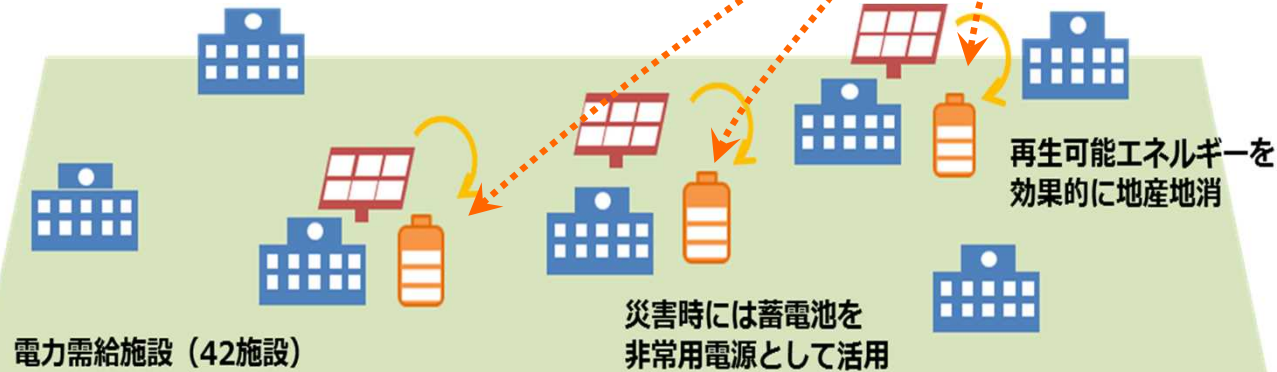 再生可能エネルギーを
効果的に地産地消
災害時には蓄電池を
非常用電源として活用
電力需給施設（42施設）